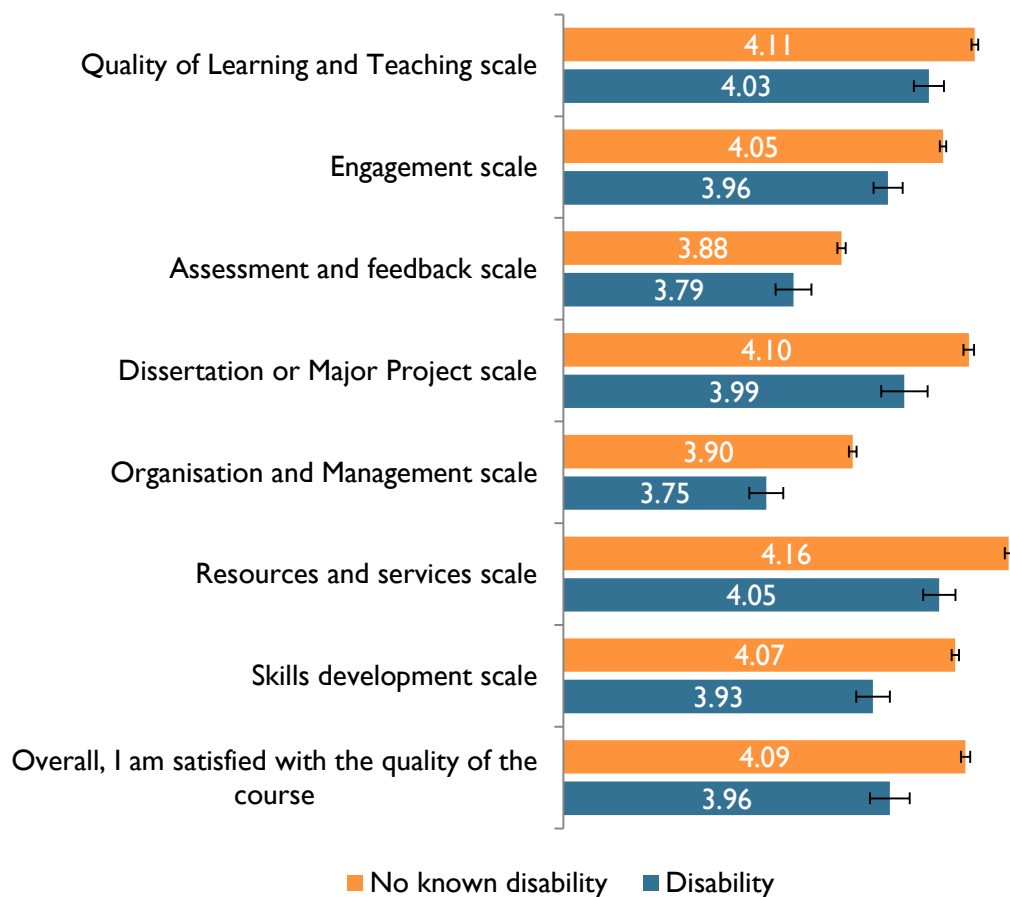 4.11
Quality of Learning and Teaching scale
4.03
4.05
Engagement scale
3.96
3.88
Assessment and feedback scale
3.79
4.10
Dissertation or Major Project scale
3.99
3.90
Organisation and Management scale
3.75
4.16
Resources and services scale
4.05
4.07
Skills development scale
3.93
Overall, I am satisfied with the quality of the
course
4.09
3.96
No known disability
Disability